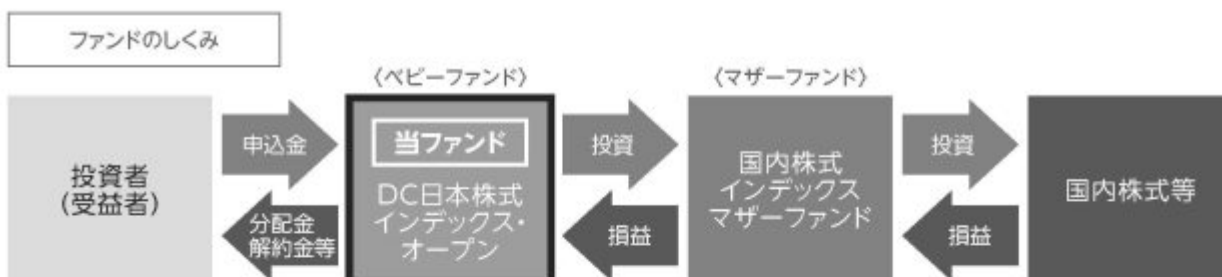 ファンドのしくみ
〈ベビーファンド〉
〈マザーファンド〉
投資者
(受益者)
申込金
分配金
解約金等
当ファンド
DC日本株式
インデックス・
オープン
投資
損益
国内株式
インデックス
マザーファンド
投資
損益
国内株式等